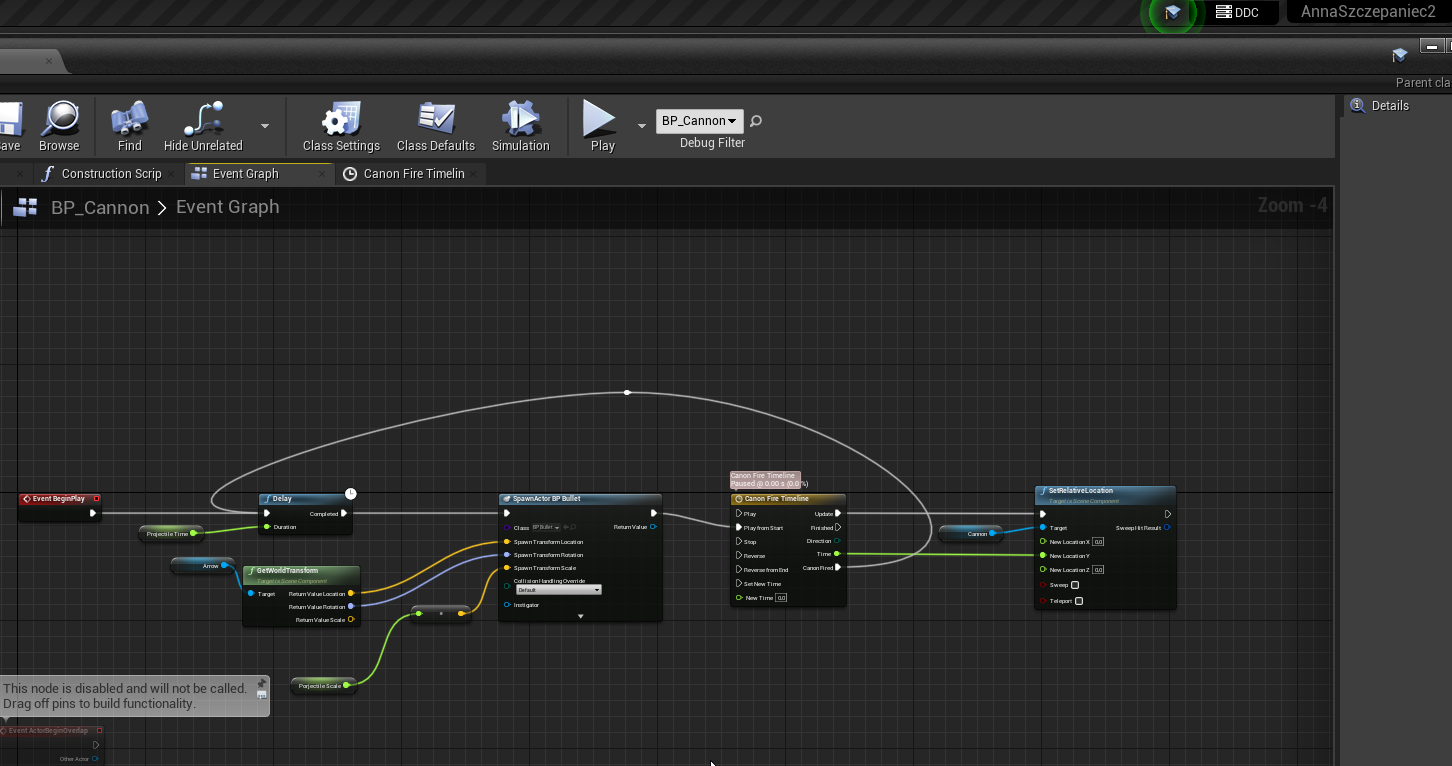 DDC
AnnaSzczepaniec2
Parent cla
ave
Browse
Find
Hide Unrelated
Class Settings
Class Defaults
Simulation
Play
BP_Cannon
Debug Filter
Details
Construction Scrip
Event Graph
Canon Fire Timelin
BP_Cannon > Event Graph
Zoom -4
Canon Fire Timeline
Paused @ 0.00 s (0.0 %)
Event BeginPlay
Delay
Completed
Duration
Projectile Time
Arrow
GetWorldTransform
Target is Scene Component
Target
Return Value Location
Return Value Rotation
Return Value Scale
Porjectile Scale
SpawnActor BP Bullet
Class
BP Bullet
Return Value
Spawn Transform Location
Spawn Transform Rotation
Spawn Transform Scale
Collision Handling Override
Default
Instigator
Canon Fire Timeline
Play
Update
Play from Start
Finished
Stop
Direction
Reverse
Time
Reverse from End
Canon Fired
Set New Time
New Time 0.0
Cannon
SetRelativeLocation
Target is Scene Component
Target
Sweep Hit Result
New Location X 0.0
New Location Y
New Location Z 0.0
Sweep
Teleport
This node is disabled and will not be called.
Drag off pins to build functionality.
Event ActorBeginOverlap
Other Actor